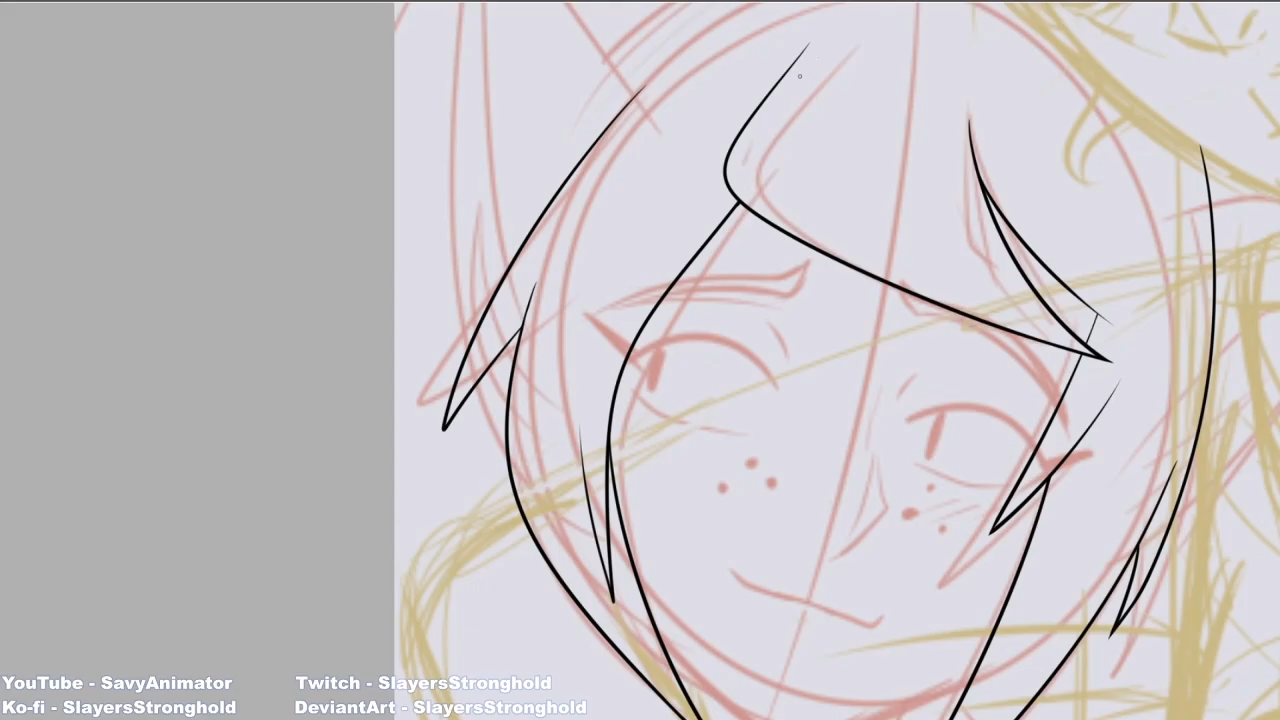 YouTube - SavyAnimator Twitch - SlayersStronghold
Ko-fi - SlayersStronghold DeviantArt - SlayersStronghold